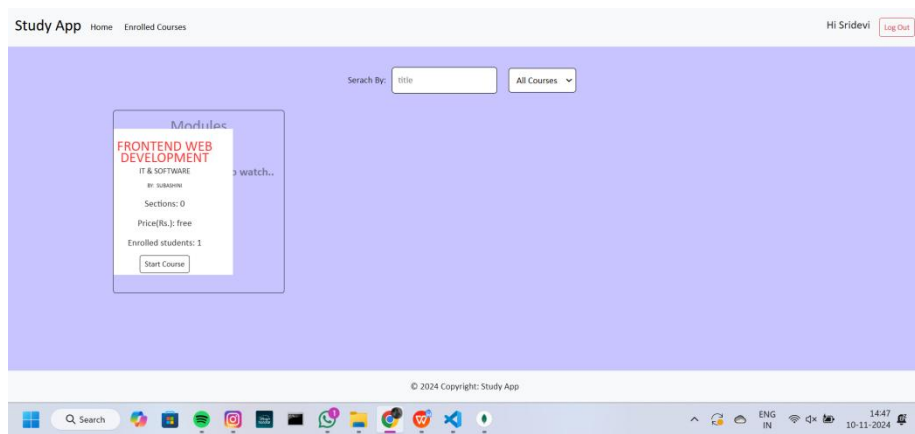 Study App Home Enrolled Courses Hi Sridevi Log Out
Serach By: title All Courses
Modules
FRONTEND WEB
DEVELOPMENT
IT & SOFTWARE
watch..
BY: SUBASHINI
Sections: 0
Price(Rs.): free
Enrolled students: 1
Start Course
© 2024 Copyright: Study App
Search ENG 14:47
IN 10-11-2024